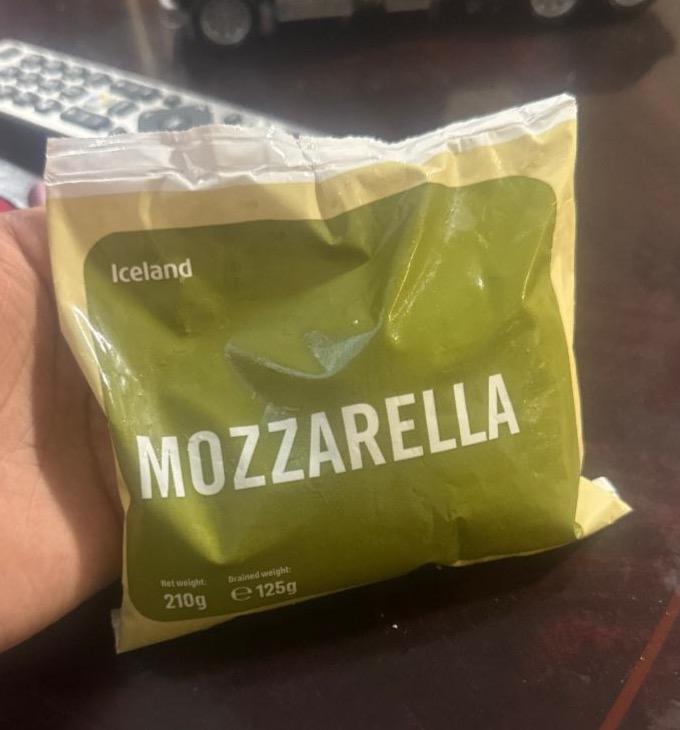 Iceland
MOZZARELLA
Net weight: Drained weight:
210g ℮ 125g